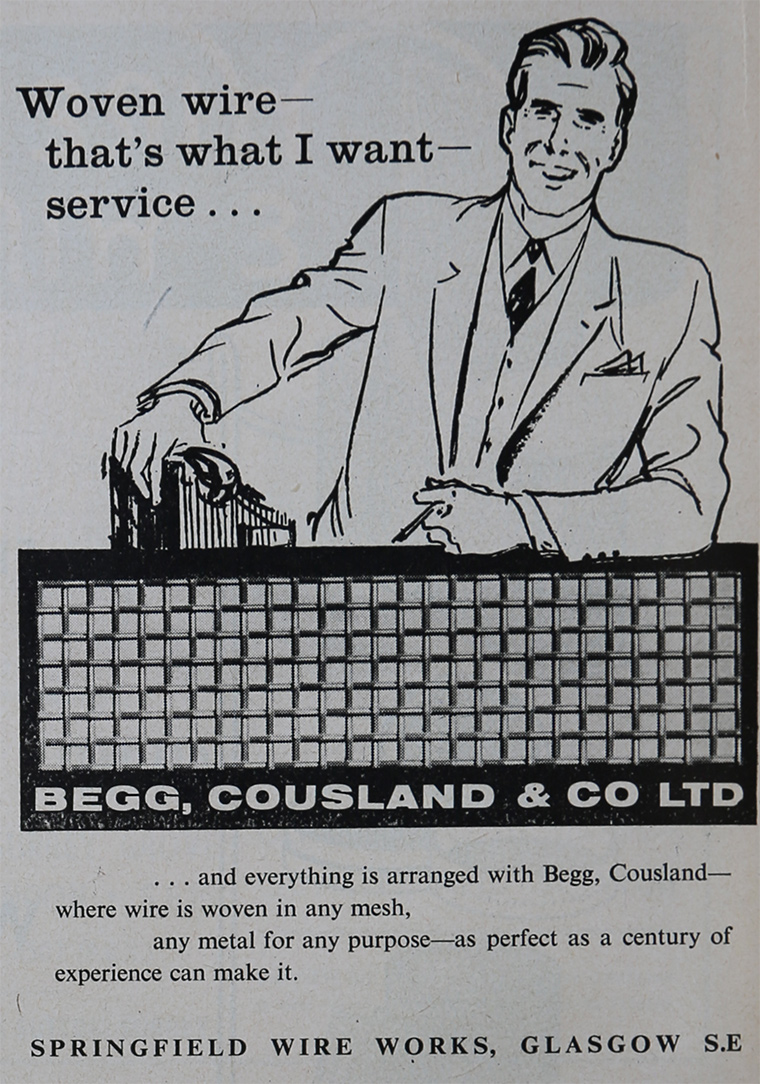 Woven wire—
that's what I want—
service . . .
BEGG, COUSLAND & CO LTD
. . . and everything is arranged with Begg, Cousland—
where wire is woven in any mesh,
any metal for any purpose—as perfect as a century of
experience can make it.
SPRINGFIELD WIRE WORKS, GLASGOW S.E